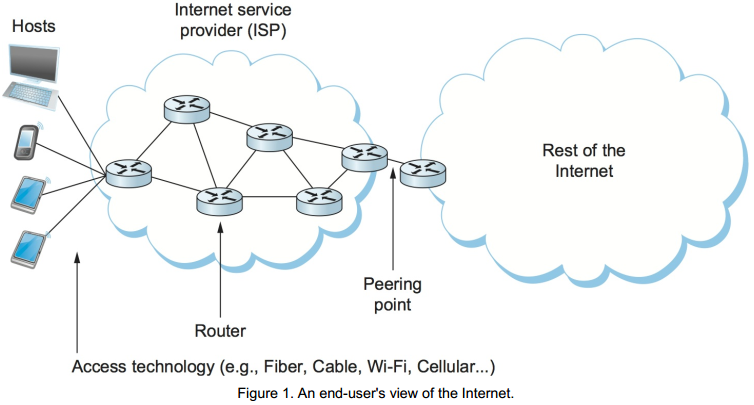 Hosts
Internet service
provider (ISP)
Rest of the
Internet
Peering
point
Router
Access technology (e.g., Fiber, Cable, Wi-Fi, Cellular...)
Figure 1. An end-user's view of the Internet.